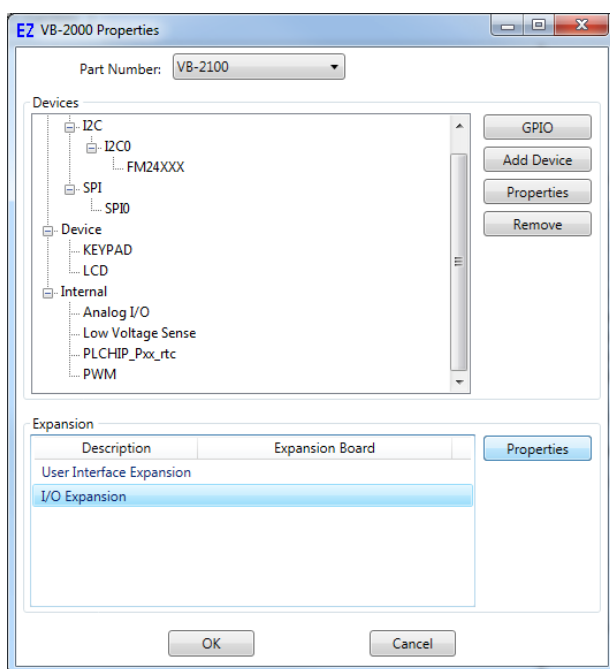 EZ VB-2000 Properties
Part Number: VB-2100
Devices
I2C
I2C0
FM24XXX
SPI
SPI0
Device
KEYPAD
LCD
Internal
Analog I/O
Low Voltage Sense
PLCHIP_Pxx_rtc
PWM
GPIO
Add Device
Properties
Remove
Expansion
Description Expansion Board
User Interface Expansion
I/O Expansion
Properties
OK Cancel